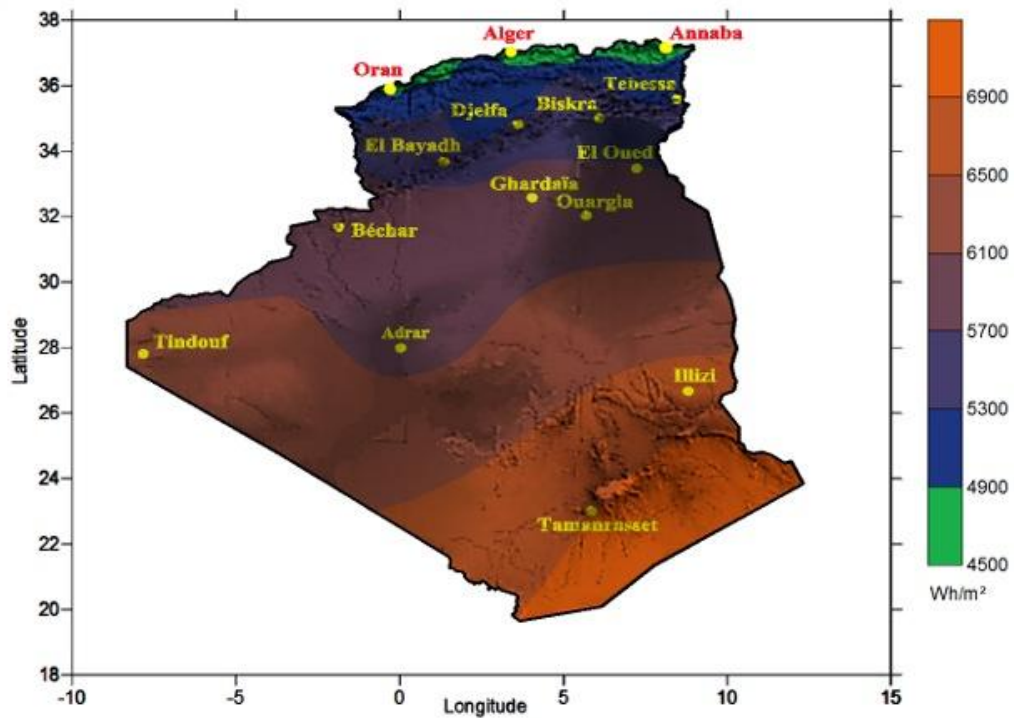 38
36
34
32
30
28
26
24
22
20
18
Latitude
-10
-5
0
5
10
15
Longitude
Alger
Annaba
Oran
Tebessa
Biskra
Djelfa
El Bayadh
El Oued
Ghardaïa
Ouargla
Béchar
Adrar
Tindouf
Illizi
Tamanrasset
6900
6500
6100
5700
5300
4900
4500
Wh/m²